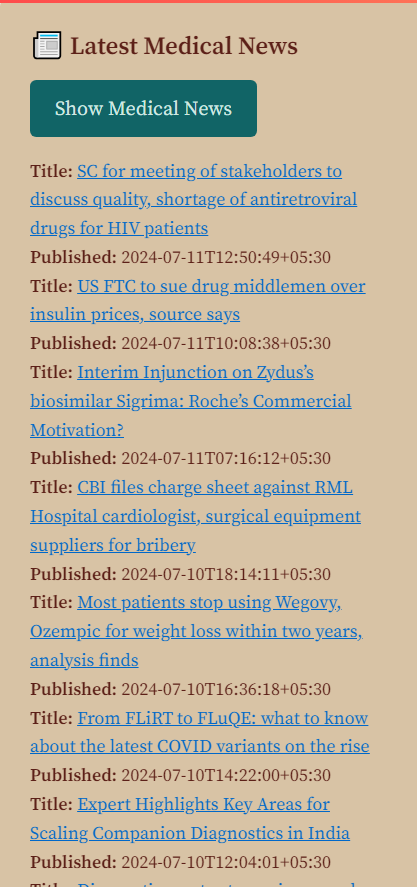 Latest Medical News
Show Medical News
Title: SC for meeting of stakeholders to
discuss quality, shortage of antiretroviral
drugs for HIV patients
Published: 2024-07-11T12:50:49+05:30
Title: US FTC to sue drug middlemen over
insulin prices, source says
Published: 2024-07-11T10:08:38+05:30
Title: Interim Injunction on Zydus’s
biosimilar Sigrima: Roche’s Commercial
Motivation?
Published: 2024-07-11T07:16:12+05:30
Title: CBI files charge sheet against RML
Hospital cardiologist, surgical equipment
suppliers for bribery
Published: 2024-07-10T18:14:11+05:30
Title: Most patients stop using Wegovy,
Ozempic for weight loss within two years,
analysis finds
Published: 2024-07-10T16:36:18+05:30
Title: From FLiRT to FLuQE: what to know
about the latest COVID variants on the rise
Published: 2024-07-10T14:22:00+05:30
Title: Expert Highlights Key Areas for
Scaling Companion Diagnostics in India
Published: 2024-07-10T12:04:01+05:30
Title: